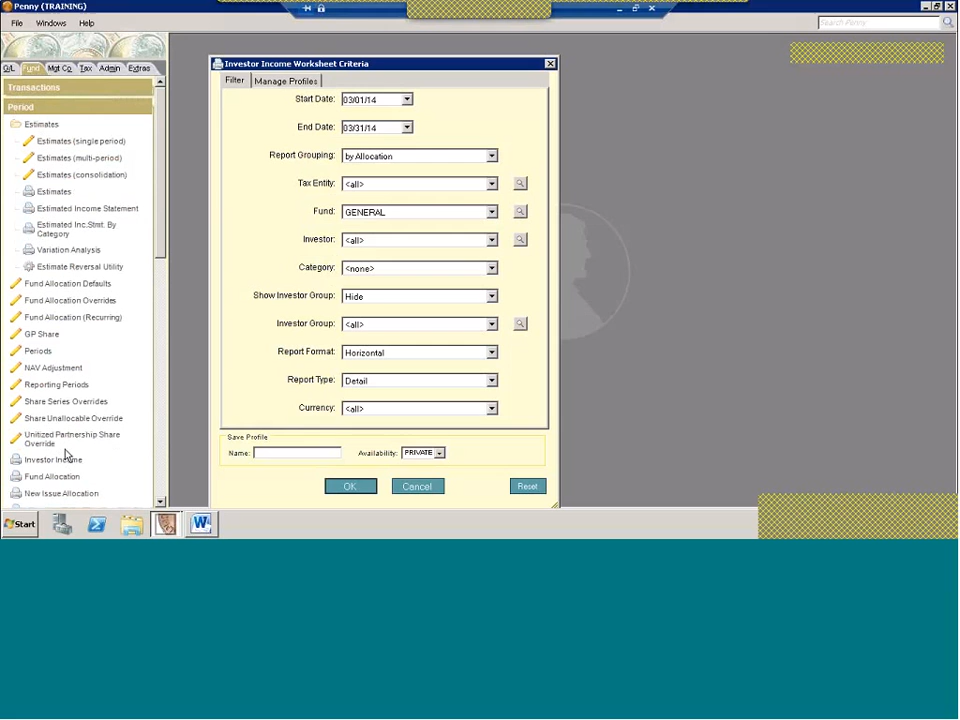 Penny (TRAINING)
File Windows Help
Search Penny
G/L Fund Mgt Co Tax Admin Extras
Transactions
Period
Estimates
Estimates (single period)
Estimates (multi-period)
Estimates (consolidation)
Estimates
Estimated Income Statement
Estimated Inc.Stmt. By
Category
Variation Analysis
Estimate Reversal Utility
Fund Allocation Defaults
Fund Allocation Overrides
Fund Allocation (Recurring)
GP Share
Periods
NAV Adjustment
Reporting Periods
Share Series Overrides
Share Unallocable Override
Unitized Partnership Share
Override
Investor Income
Fund Allocation
New Issue Allocation
Investor Income Worksheet Criteria
Filter Manage Profiles
Start Date: 03/01/14
End Date: 03/31/14
Report Grouping: by Allocation
Tax Entity: <all>
Fund: GENERAL
Investor: <all>
Category: <none>
Show Investor Group: Hide
Investor Group: <all>
Report Format: Horizontal
Report Type: Detail
Currency: <all>
Save Profile
Name: Availability: PRIVATE
OK Cancel Reset
Start